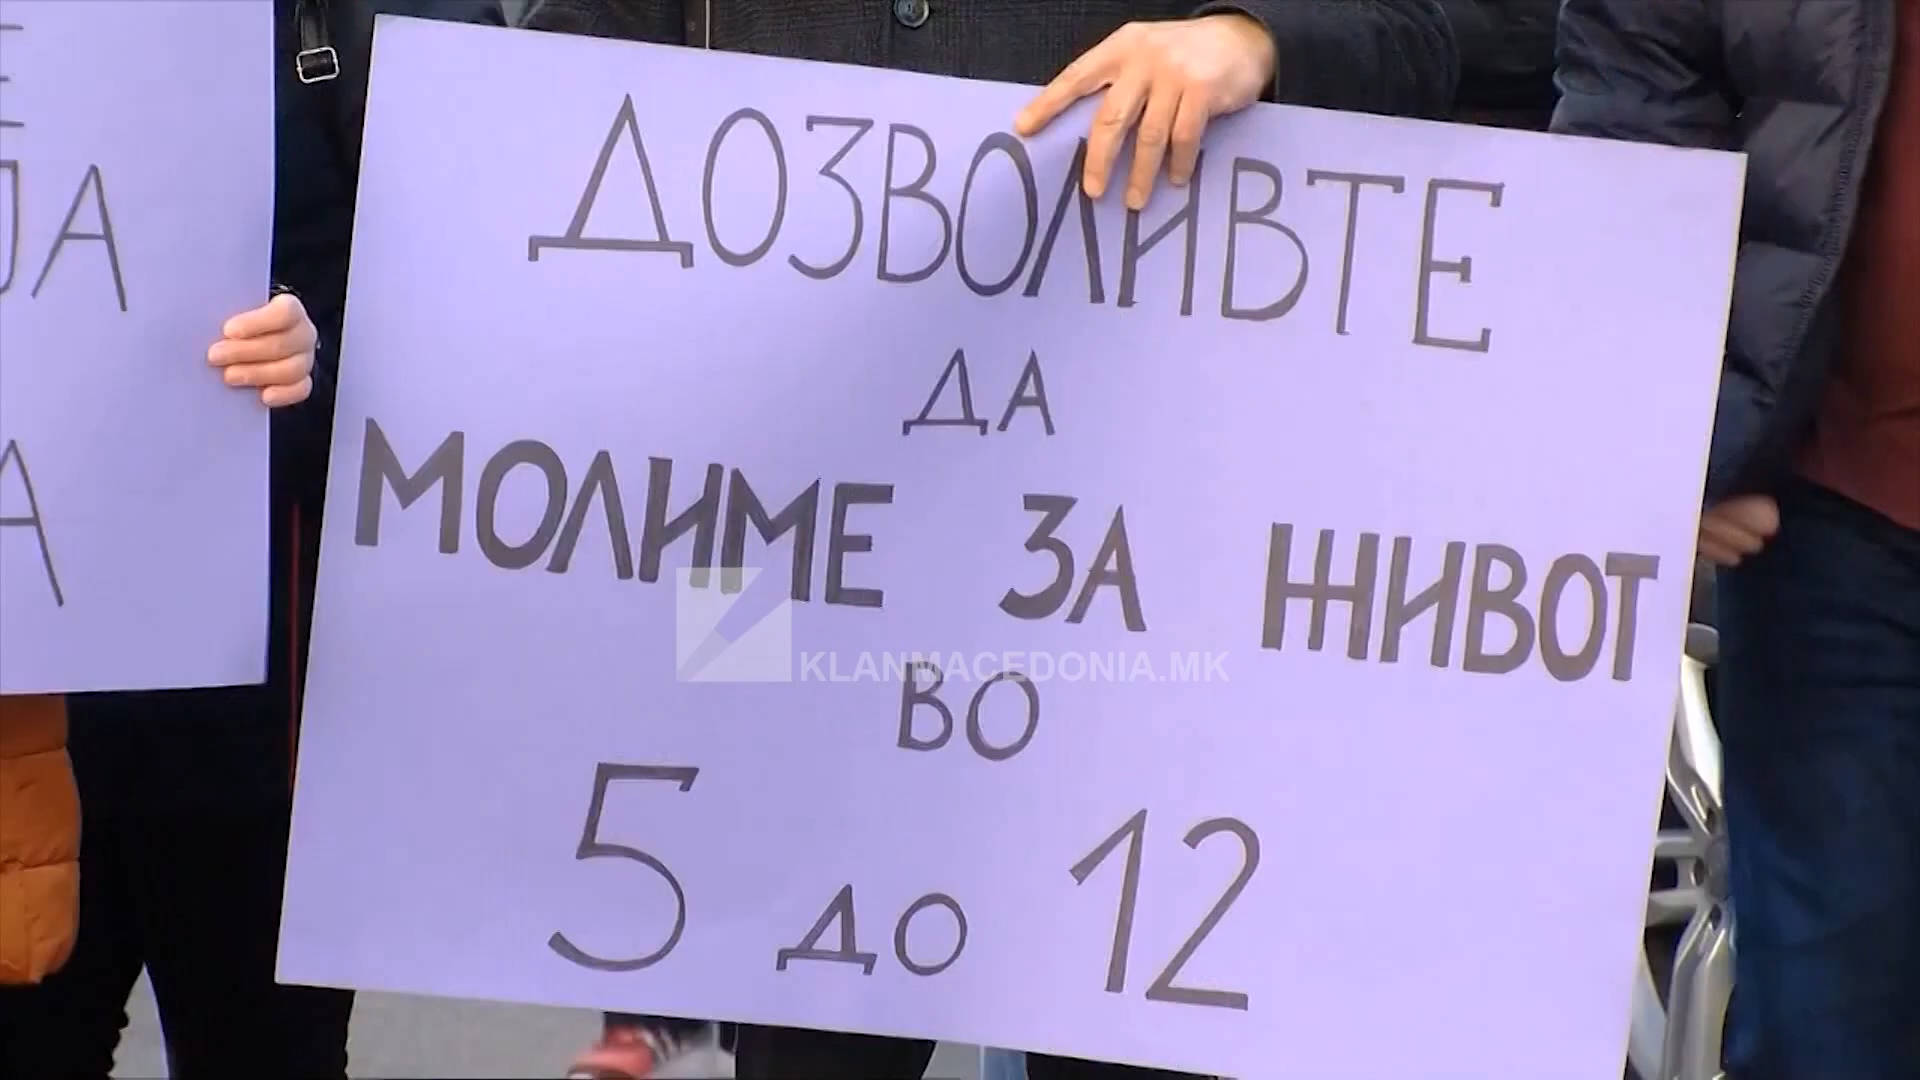 ДОЗВОЛИВТЕ
ДА
МОЛИМЕ ЗА ЖИВОТ
ВО
5 ДО 12
KLANMACEDONIA.MK